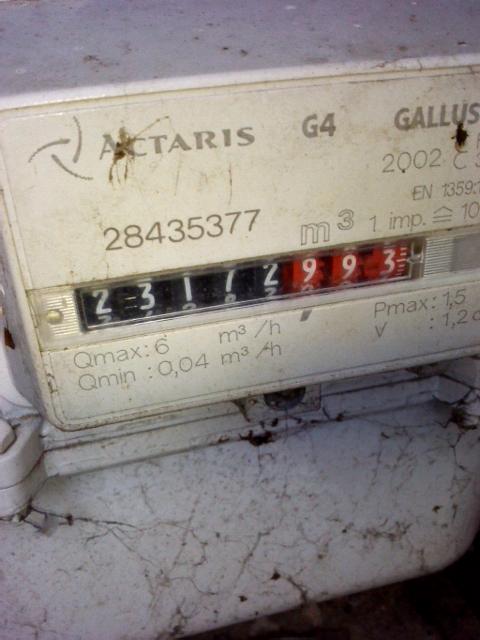 ACTARIS G4 GALLUS
2002 C
EN 1359:
28435377 m³ 1 imp. ≙ 10
23172993
Qmax: 6 m³/h Pmax: 1,5
Qmin : 0,04 m³/h V : 1,2